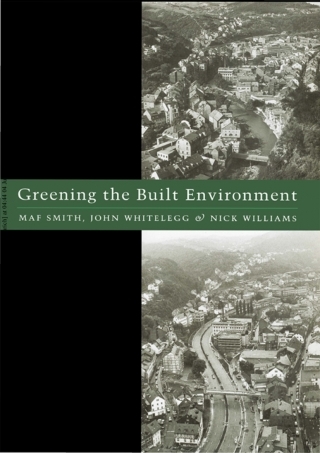 Greening the Built Environment
MAF SMITH, JOHN WHITELEGG & NICK WILLIAMS